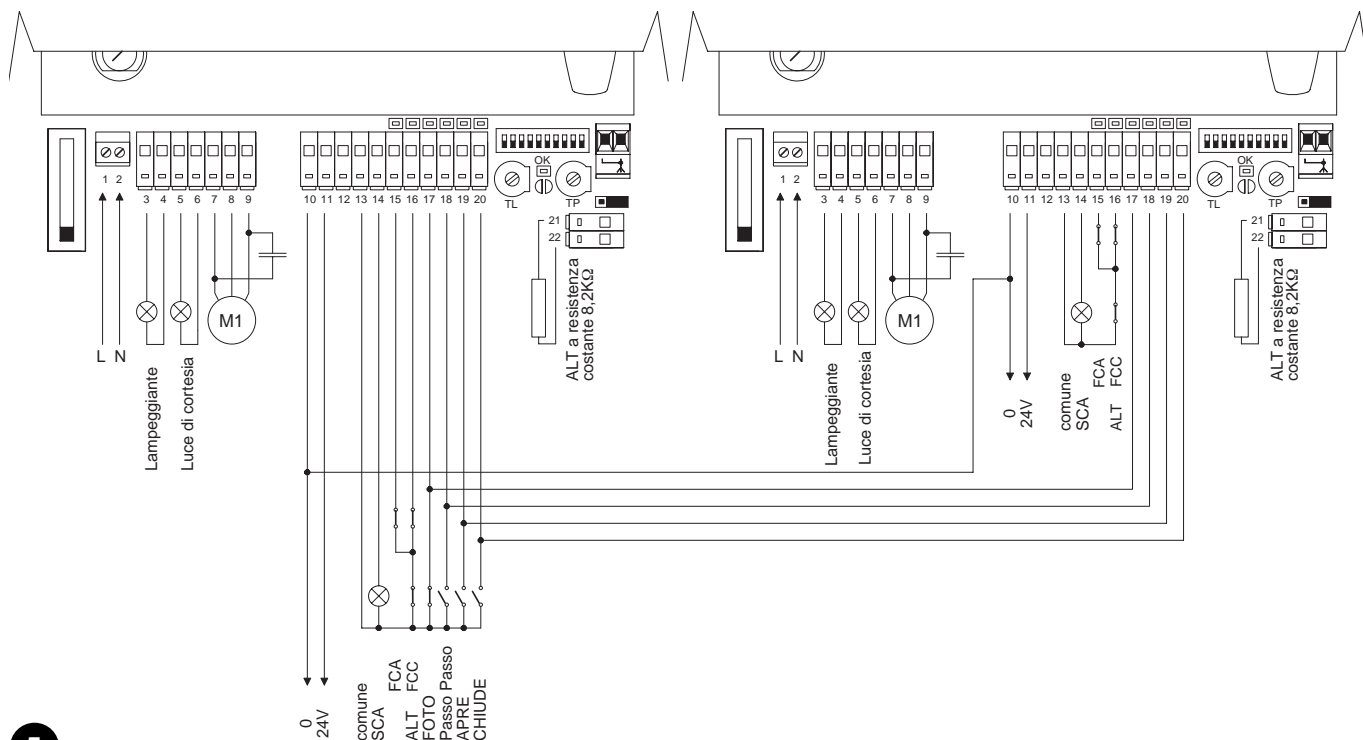 OK
TL
TP
1 2 3 4 5 6 7 8 9 10 11 12 13 14 15 16 17 18 19 20
21
22
L N
M1
Lampeggiante
Luce di cortesia
ALT a resistenza
costante 8,2KΩ
0
24V
comune
SCA
FCA
ALT FCC
FOTO
Passo Passo
APRE
CHIUDE
OK
TL
TP
1 2 3 4 5 6 7 8 9 10 11 12 13 14 15 16 17 18 19 20
21
22
L N
M1
Lampeggiante
Luce di cortesia
ALT a resistenza
costante 8,2KΩ
0
24V
comune
SCA
FCA
ALT FCC